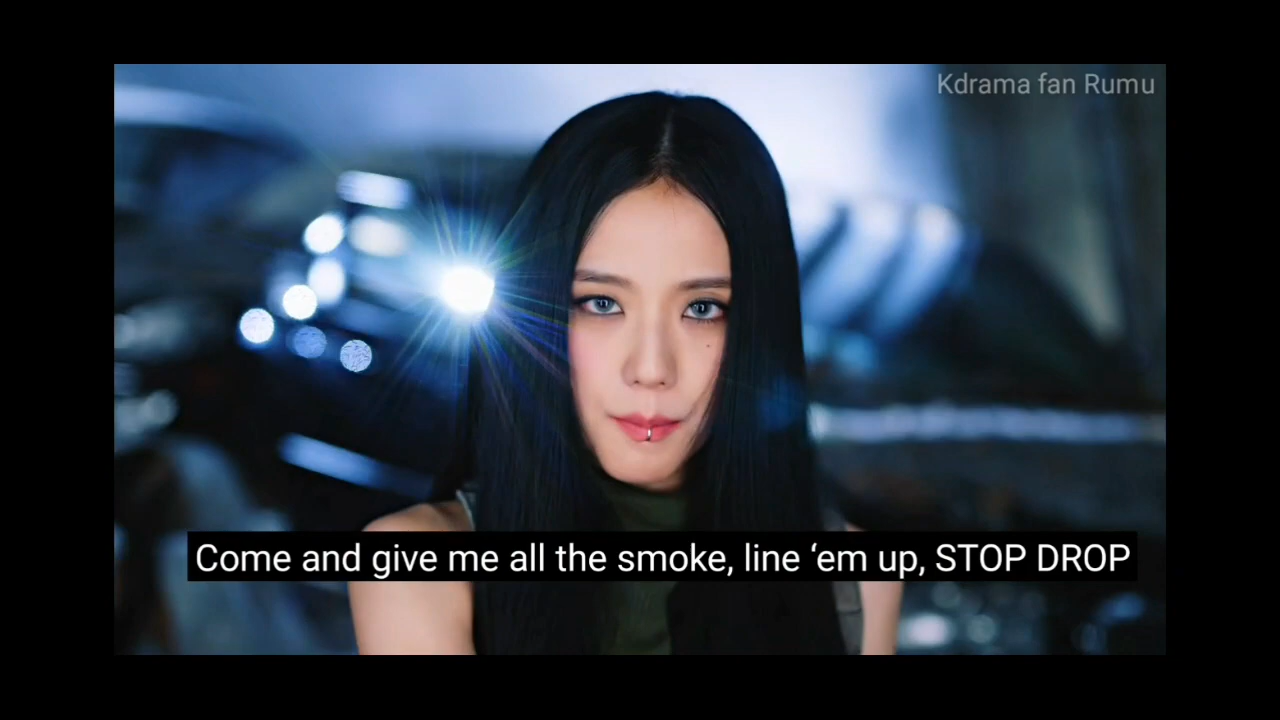 Kdrama fan Rumu
Come and give me all the smoke, line ‘em up, STOP DROP